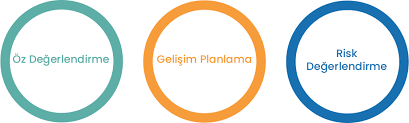 Öz Değerlendirme
Gelişim Planlama
Risk
Değerlendirme